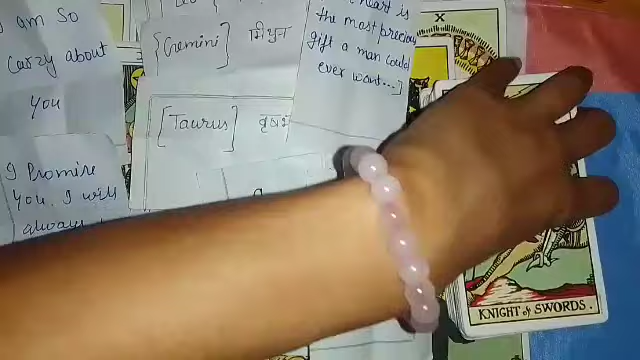 I am So
Carzy about
You
I Promise
You. I will
always
Leo
[Gemini] मिथुन
[Taurus]
heart is
the most precious
gift a man could
ever want...]
X
KNIGHT of SWORDS.